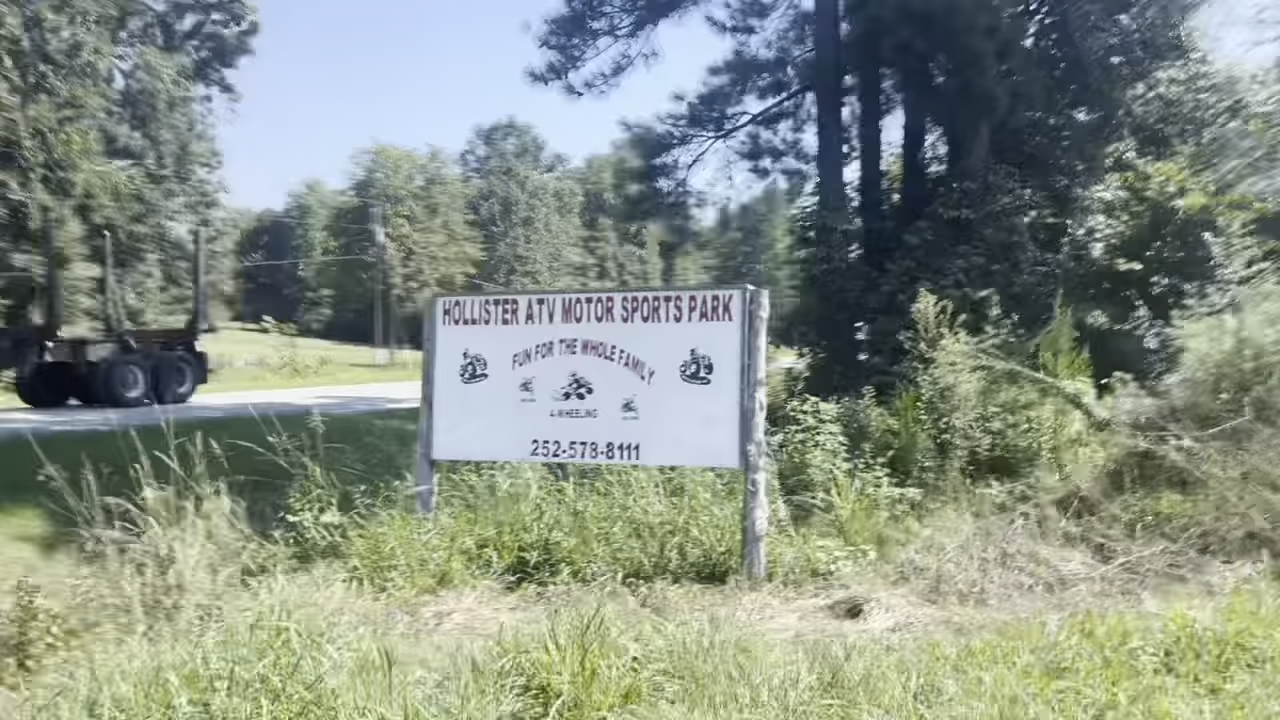 HOLLISTER ATV MOTOR SPORTS PARK
FUN FOR THE WHOLE FAMILY
4-WHEELING
252-578-8111